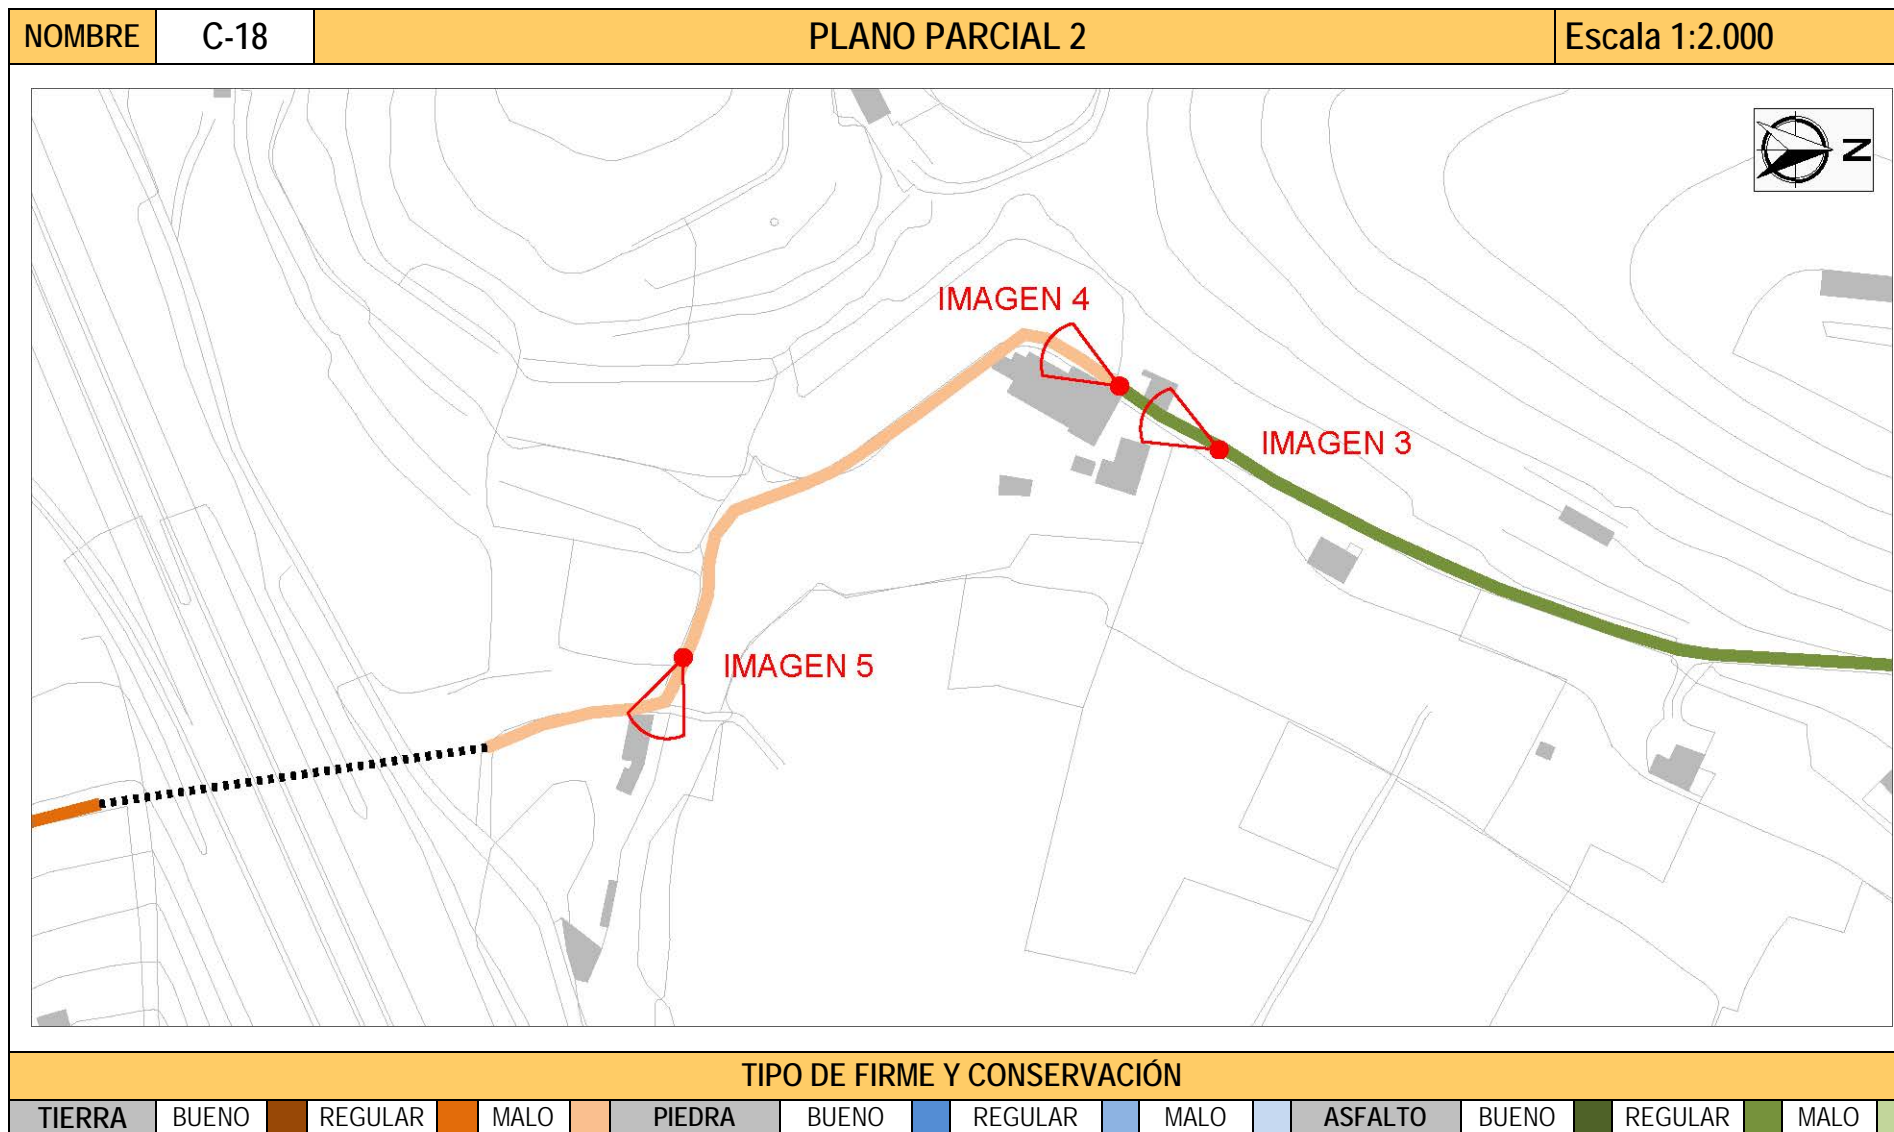 NOMBRE C-18 PLANO PARCIAL 2 Escala 1:2.000
N
IMAGEN 4
IMAGEN 3
IMAGEN 5
TIPO DE FIRME Y CONSERVACIÓN
TIERRA BUENO REGULAR MALO PIEDRA BUENO REGULAR MALO ASFALTO BUENO REGULAR MALO